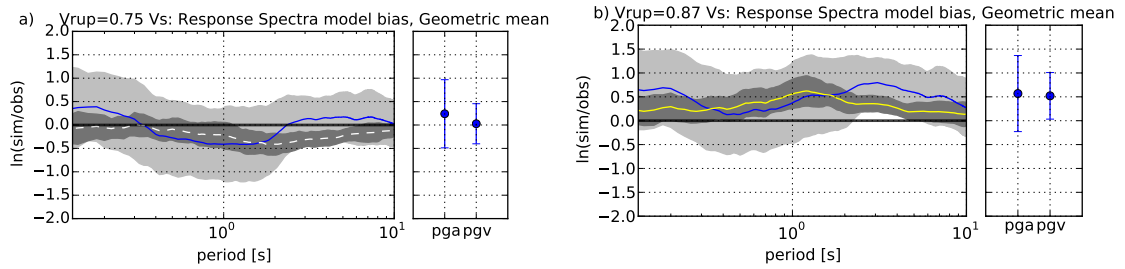 a) Vrup=0.75 Vs: Response Spectra model bias, Geometric mean
2.0
1.5
1.0
0.5
0.0
−0.5
−1.0
−1.5
−2.0
ln(sim/obs)
10^0
10^1
period [s]
pga pgv
b) Vrup=0.87 Vs: Response Spectra model bias, Geometric mean
2.0
1.5
1.0
0.5
0.0
−0.5
−1.0
−1.5
−2.0
ln(sim/obs)
10^0
10^1
period [s]
pga pgv